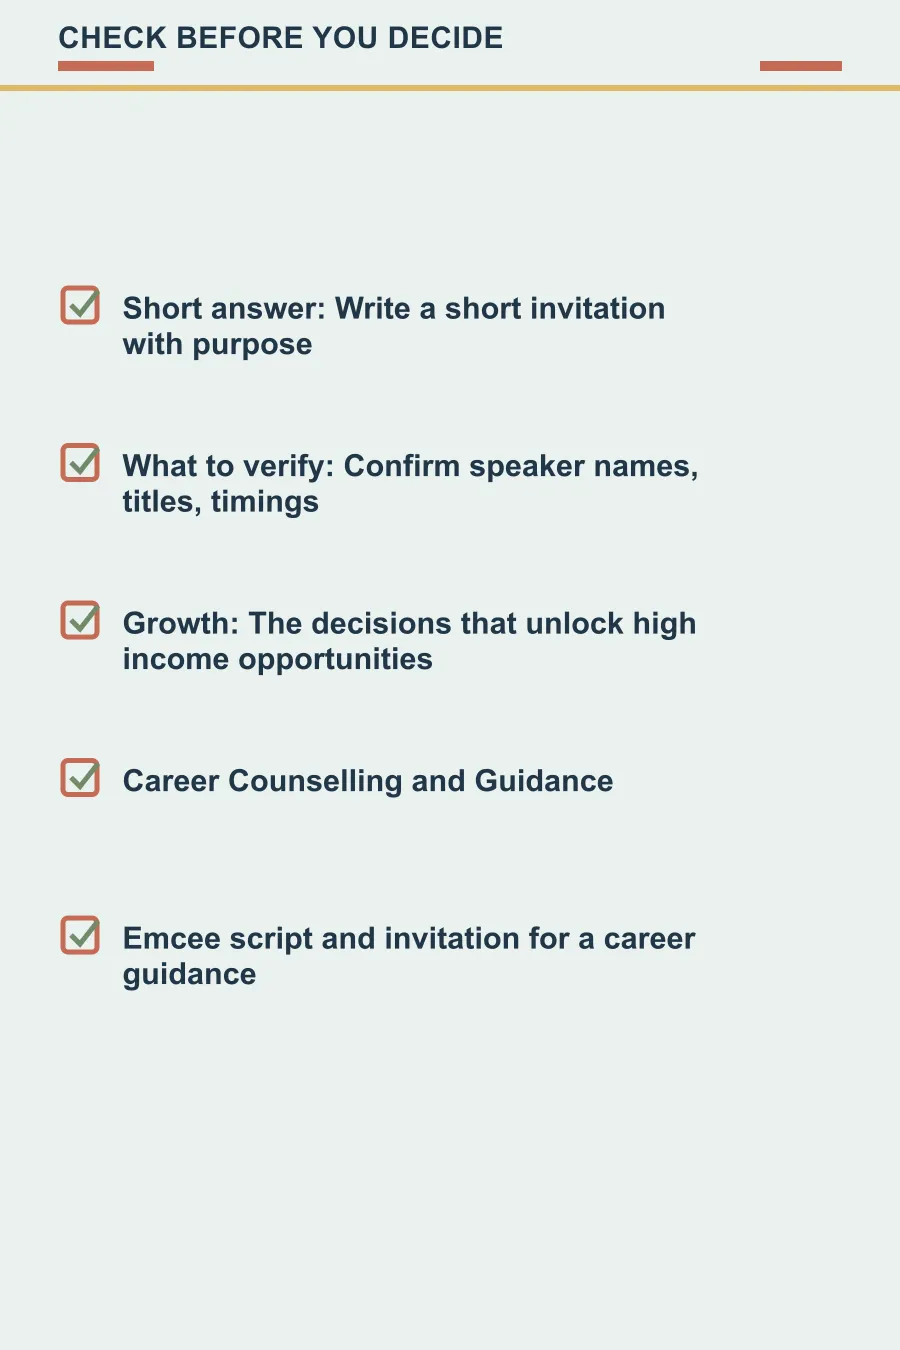 CHECK BEFORE YOU DECIDE
Short answer: Write a short invitation
with purpose
What to verify: Confirm speaker names,
titles, timings
Growth: The decisions that unlock high
income opportunities
Career Counselling and Guidance
Emcee script and invitation for a career
guidance